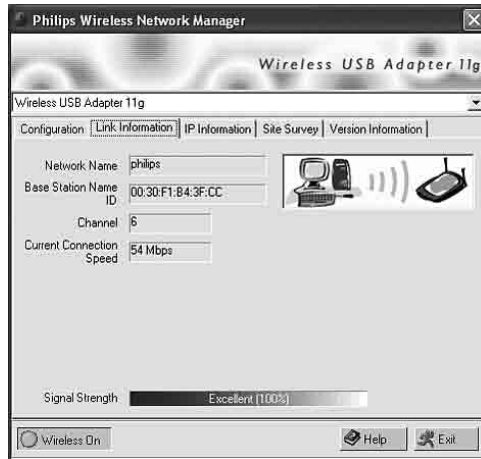 Philips Wireless Network Manager
Wireless USB Adapter 11g
Wireless USB Adapter 11g
Configuration Link Information IP Information Site Survey Version Information
Network Name philips
Base Station Name ID 00:30:F1:B4:3F:CC
Channel 6
Current Connection Speed 54 Mbps
Signal Strength Excellent (100%)
Wireless On Help Exit